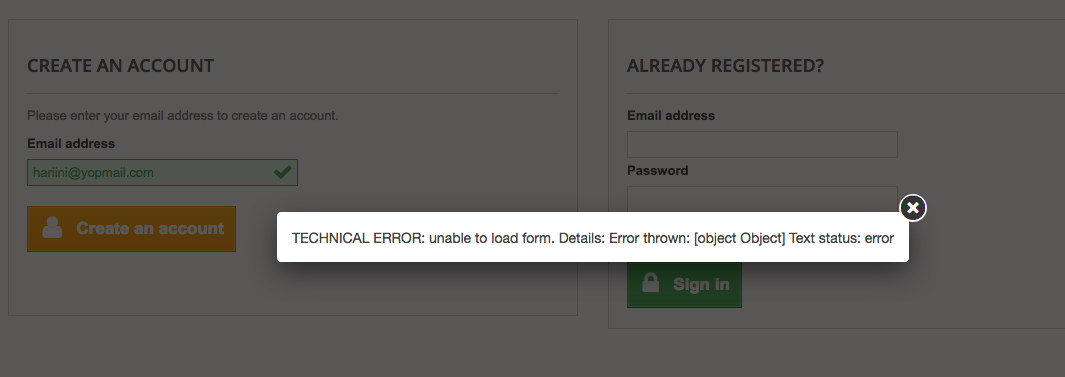 CREATE AN ACCOUNT
Please enter your email address to create an account.
Email address
hariini@yopmail.com
Create an account
ALREADY REGISTERED?
Email address
Password
TECHNICAL ERROR: unable to load form. Details: Error thrown: [object Object] Text status: error
Sign in